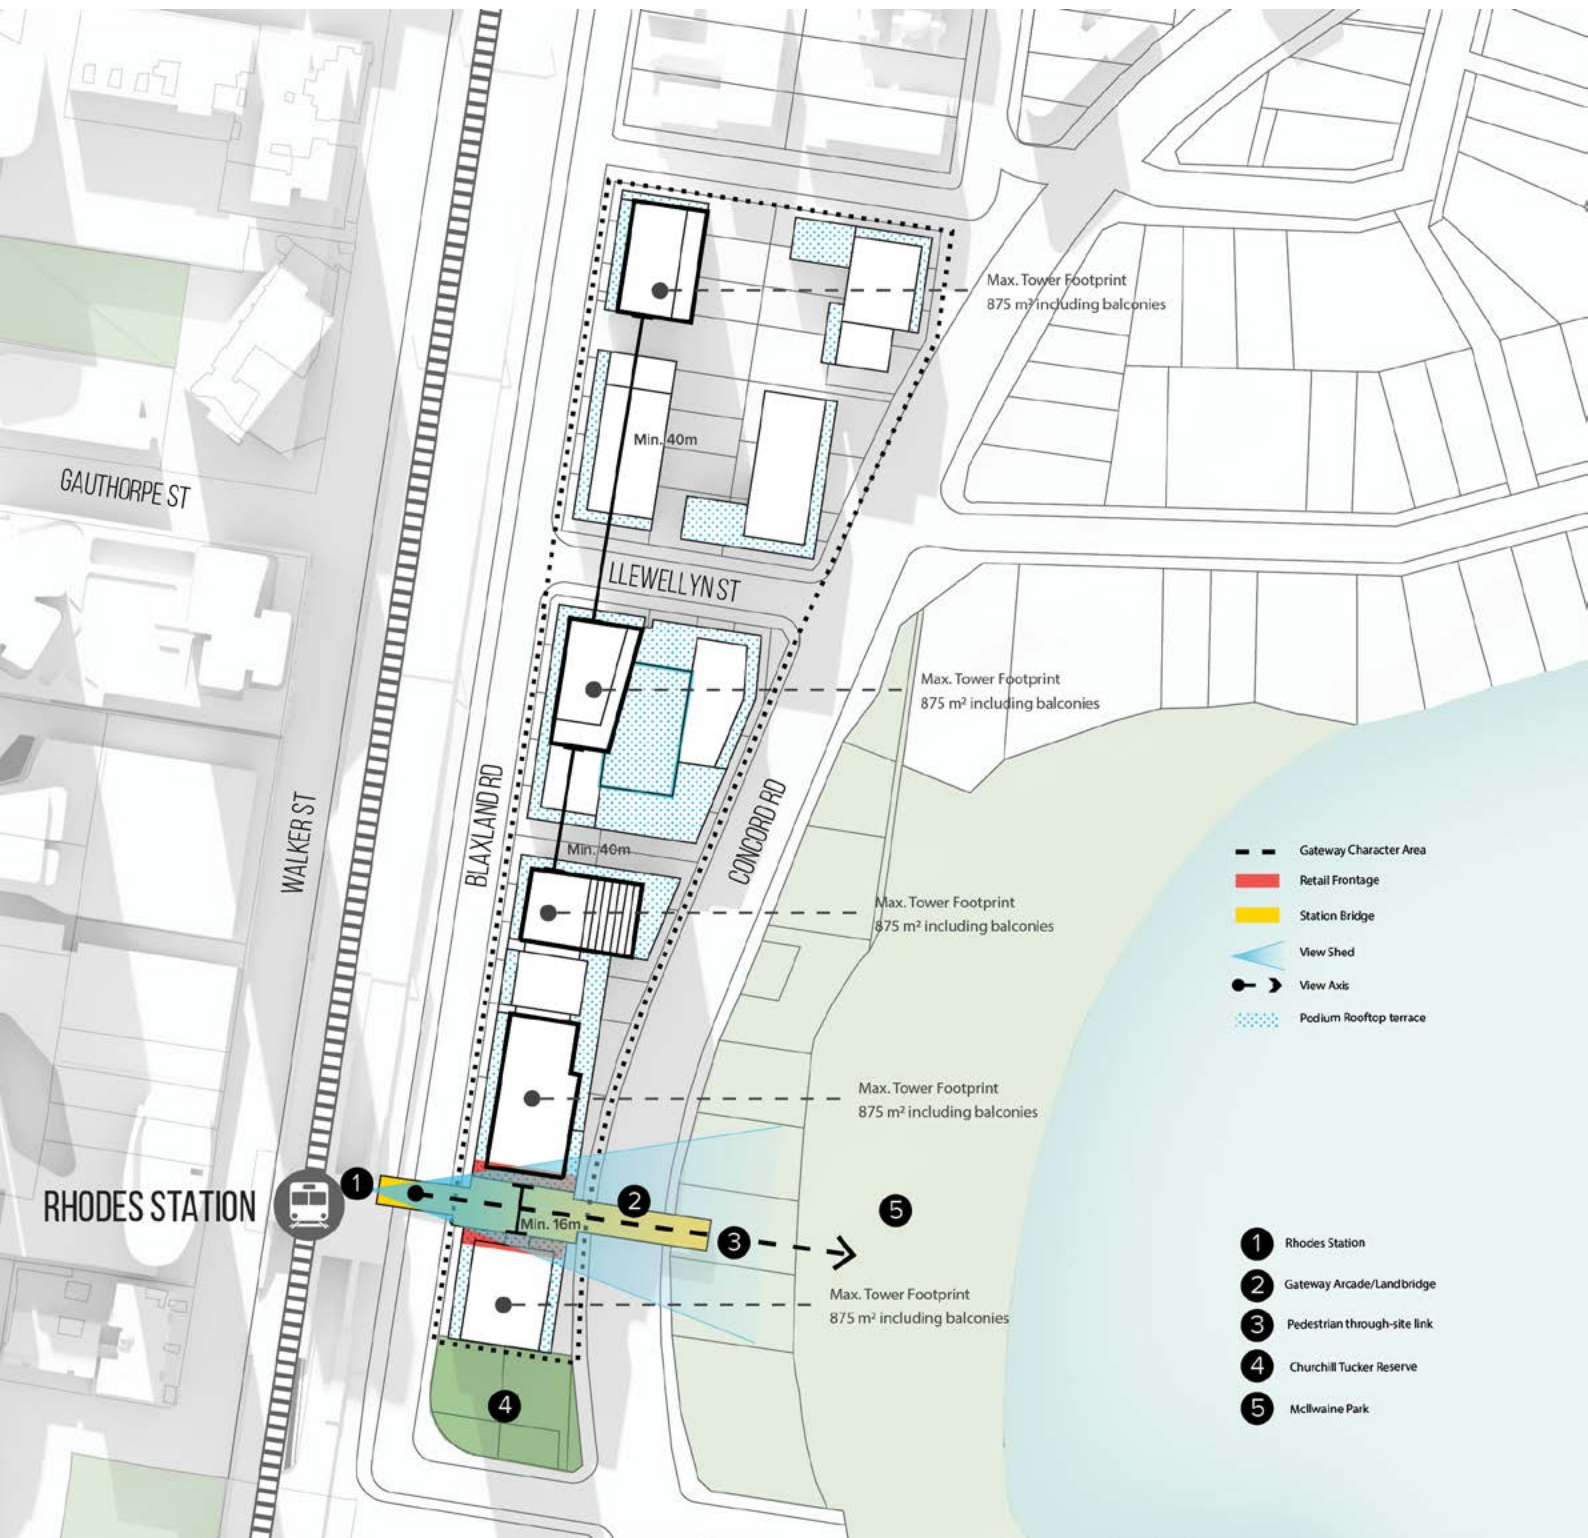 Max. Tower Footprint
875 m² including balconies
Min. 40m
GAUTHORPE ST
LLEWELLYN ST
Max. Tower Footprint
875 m² including balconies
WALKER ST
BLAXLAND RD
CONCORD RD
Min. 40m
Max. Tower Footprint
875 m² including balconies
Gateway Character Area
Retail Frontage
Station Bridge
View Shed
View Axis
Podium Rooftop terrace
Max. Tower Footprint
875 m² including balconies
RHODES STATION
1
2
Min. 16m
3
5
Max. Tower Footprint
875 m² including balconies
4
1 Rhodes Station
2 Gateway Arcade/Landbridge
3 Pedestrian through-site link
4 Churchill Tucker Reserve
5 McIlwaine Park